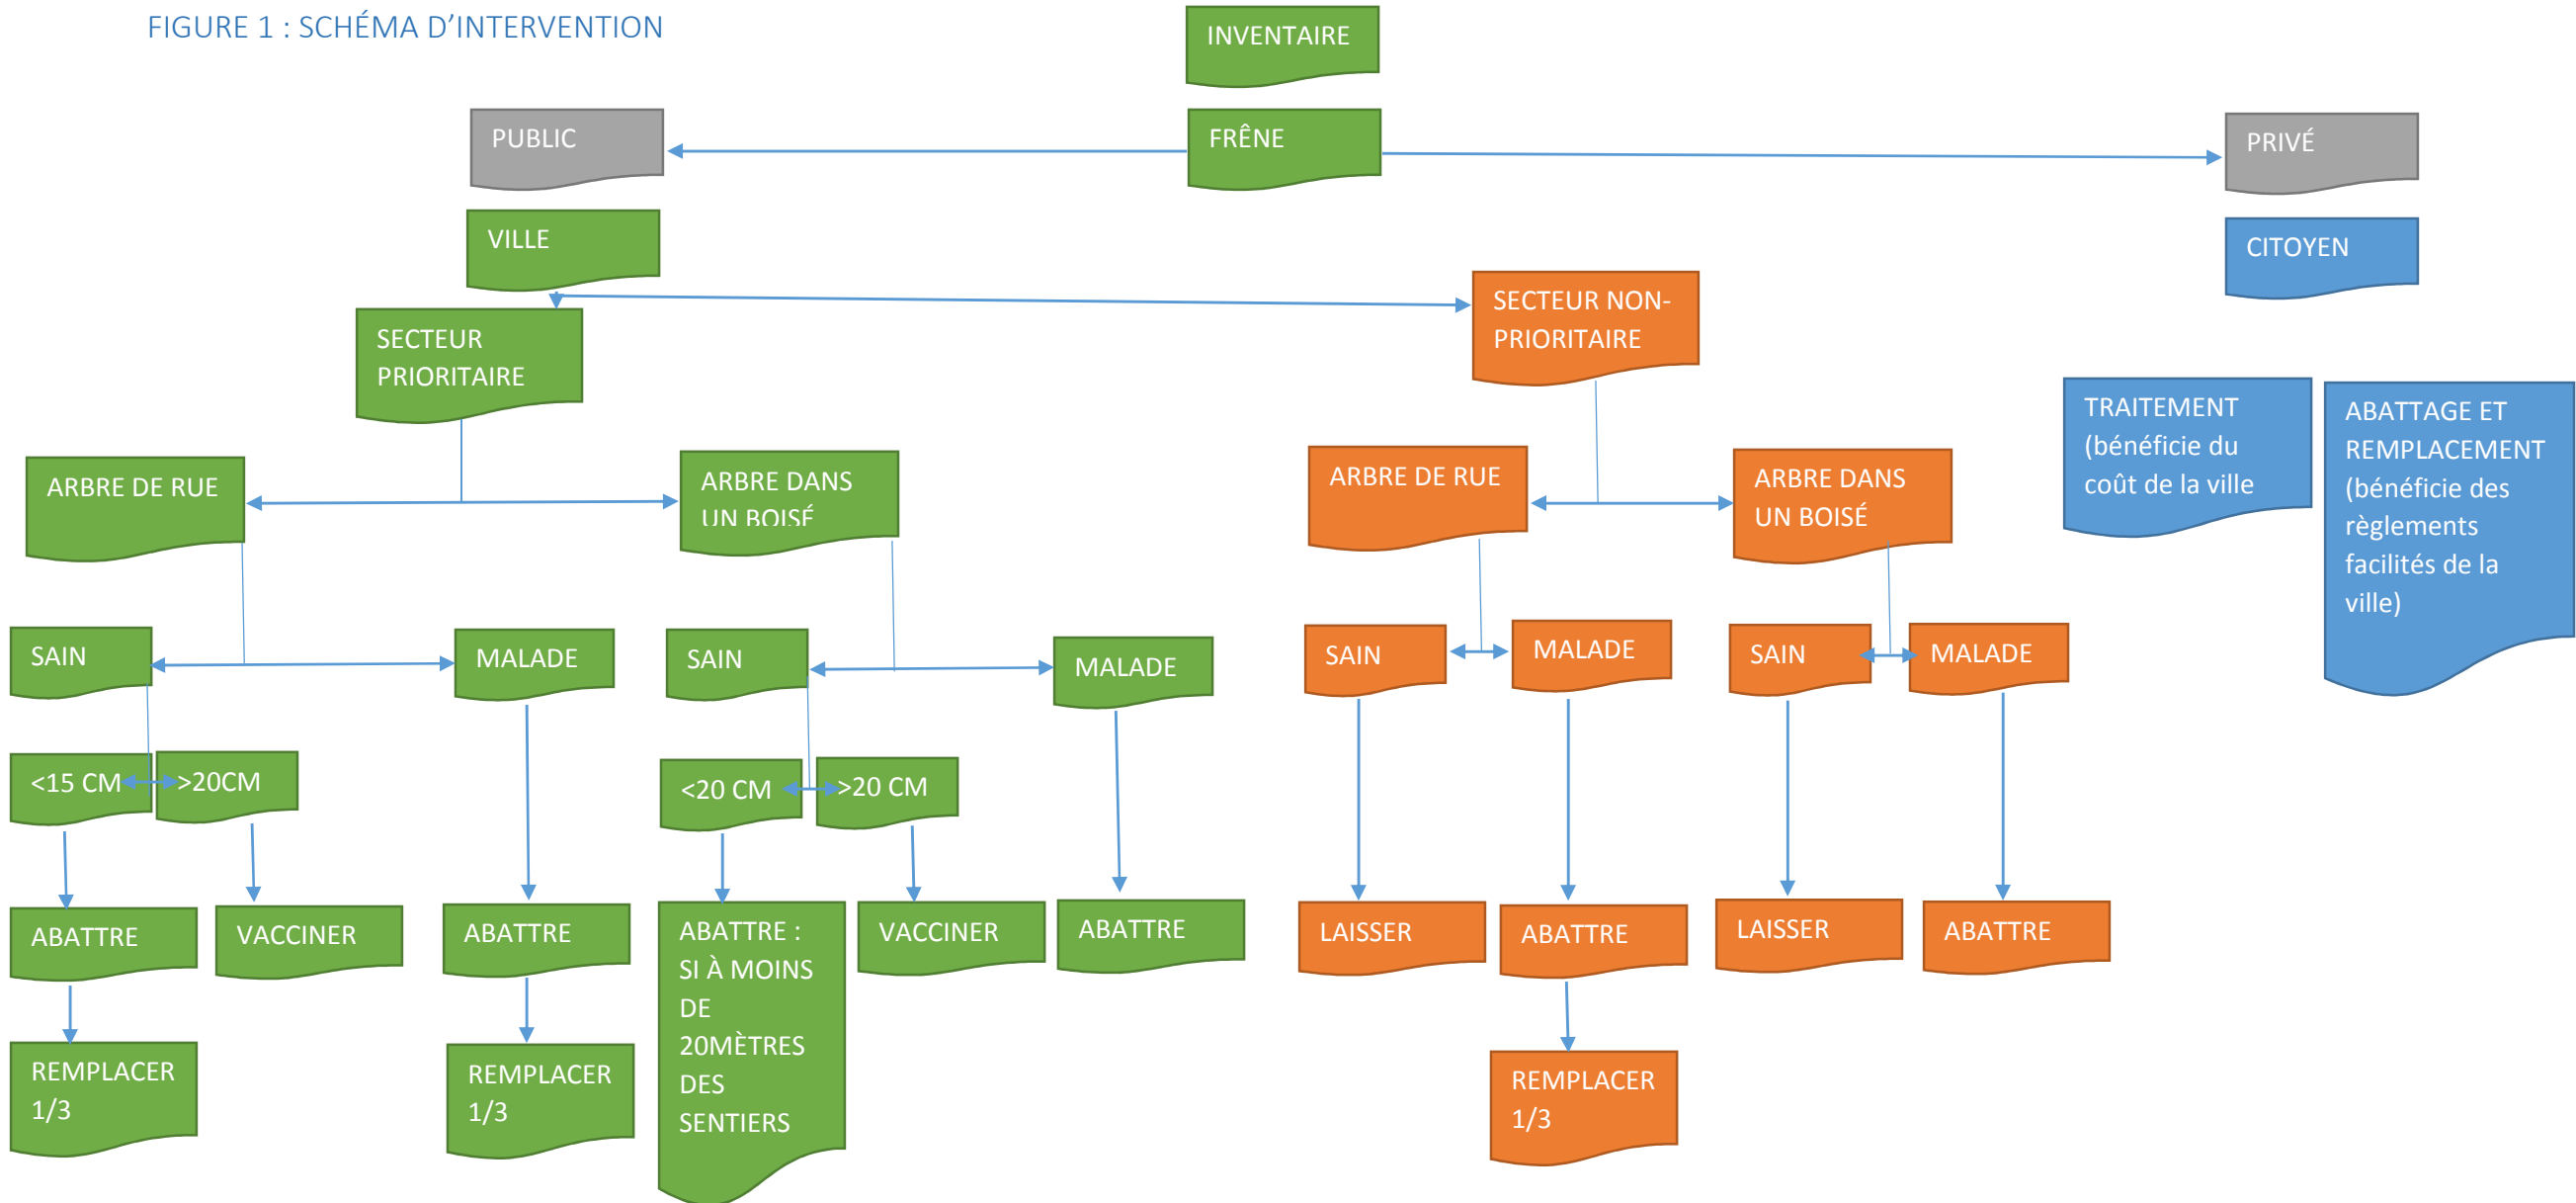 FIGURE 1 : SCHÉMA D'INTERVENTION
INVENTAIRE
PUBLIC
FRÊNE
PRIVÉ
VILLE
CITOYEN
SECTEUR
PRIORITAIRE
SECTEUR NON-
PRIORITAIRE
TRAITEMENT
(bénéficie du
coût de la ville
ABATTAGE ET
REMPLACEMENT
(bénéficie des
règlements
facilités de la
ville)
ARBRE DE RUE
ARBRE DANS
UN BOISÉ
ARBRE DE RUE
ARBRE DANS
UN BOISÉ
SAIN
MALADE
SAIN
MALADE
SAIN
MALADE
SAIN
MALADE
<15 CM
>20CM
<20 CM
>20 CM
ABATTRE
VACCINER
ABATTRE
ABATTRE :
SI À MOINS
DE
20MÈTRES
DES
SENTIERS
VACCINER
ABATTRE
LAISSER
ABATTRE
LAISSER
ABATTRE
REMPLACER
1/3
REMPLACER
1/3
REMPLACER
1/3